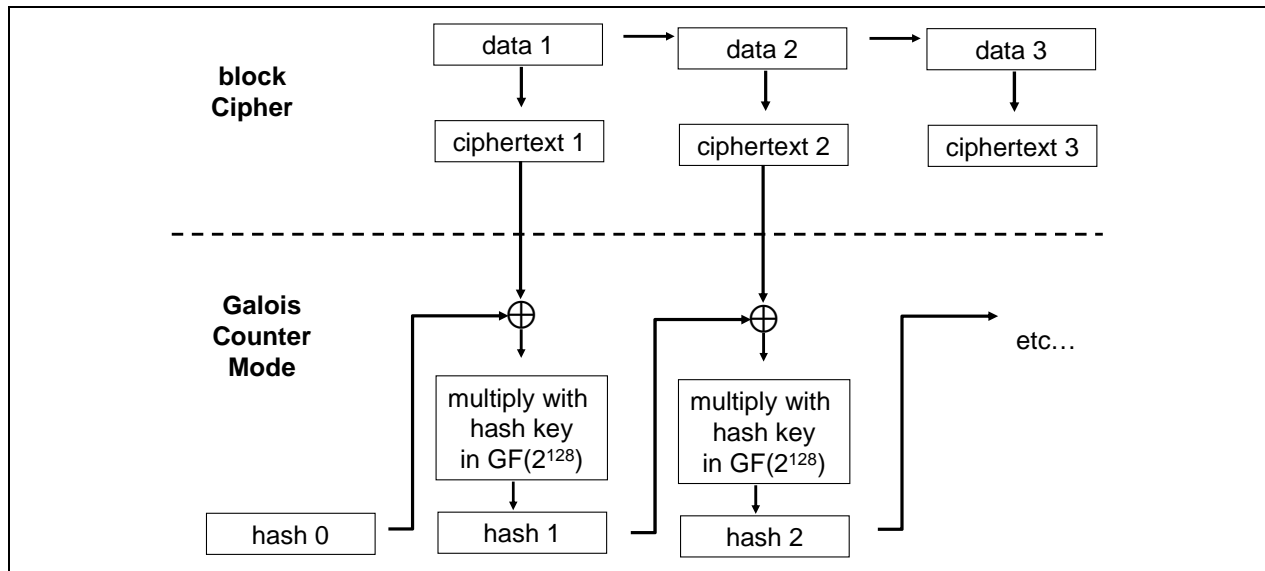 data 1
data 2
data 3
block
Cipher
ciphertext 1
ciphertext 2
ciphertext 3
Galois
Counter
Mode
etc…
multiply with
hash key
in GF(2¹²⁸)
multiply with
hash key
in GF(2¹²⁸)
hash 0
hash 1
hash 2